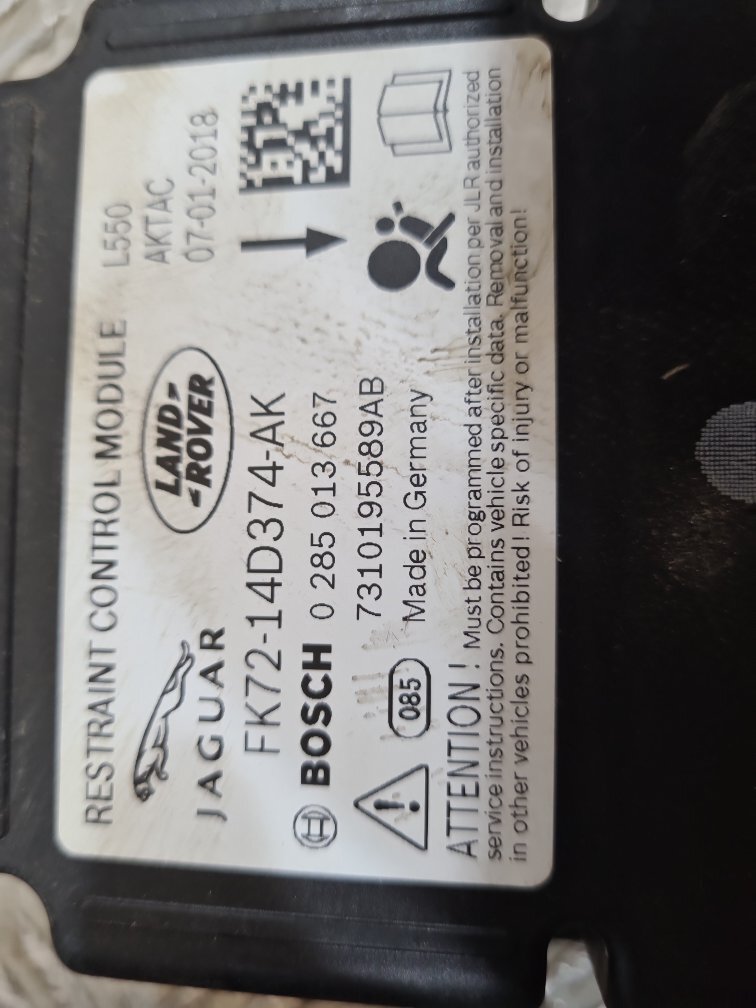 RESTRAINT CONTROL MODULE
L550
AKTAC
07-01-2018
JAGUAR
LAND-
-ROVER
FK72-14D374-AK
BOSCH 0 285 013 667
7310195589AB
085 Made in Germany
ATTENTION ! Must be programmed after installation per JLR authorized
service instructions. Contains vehicle specific data. Removal and installation
in other vehicles prohibited! Risk of injury or malfunction!